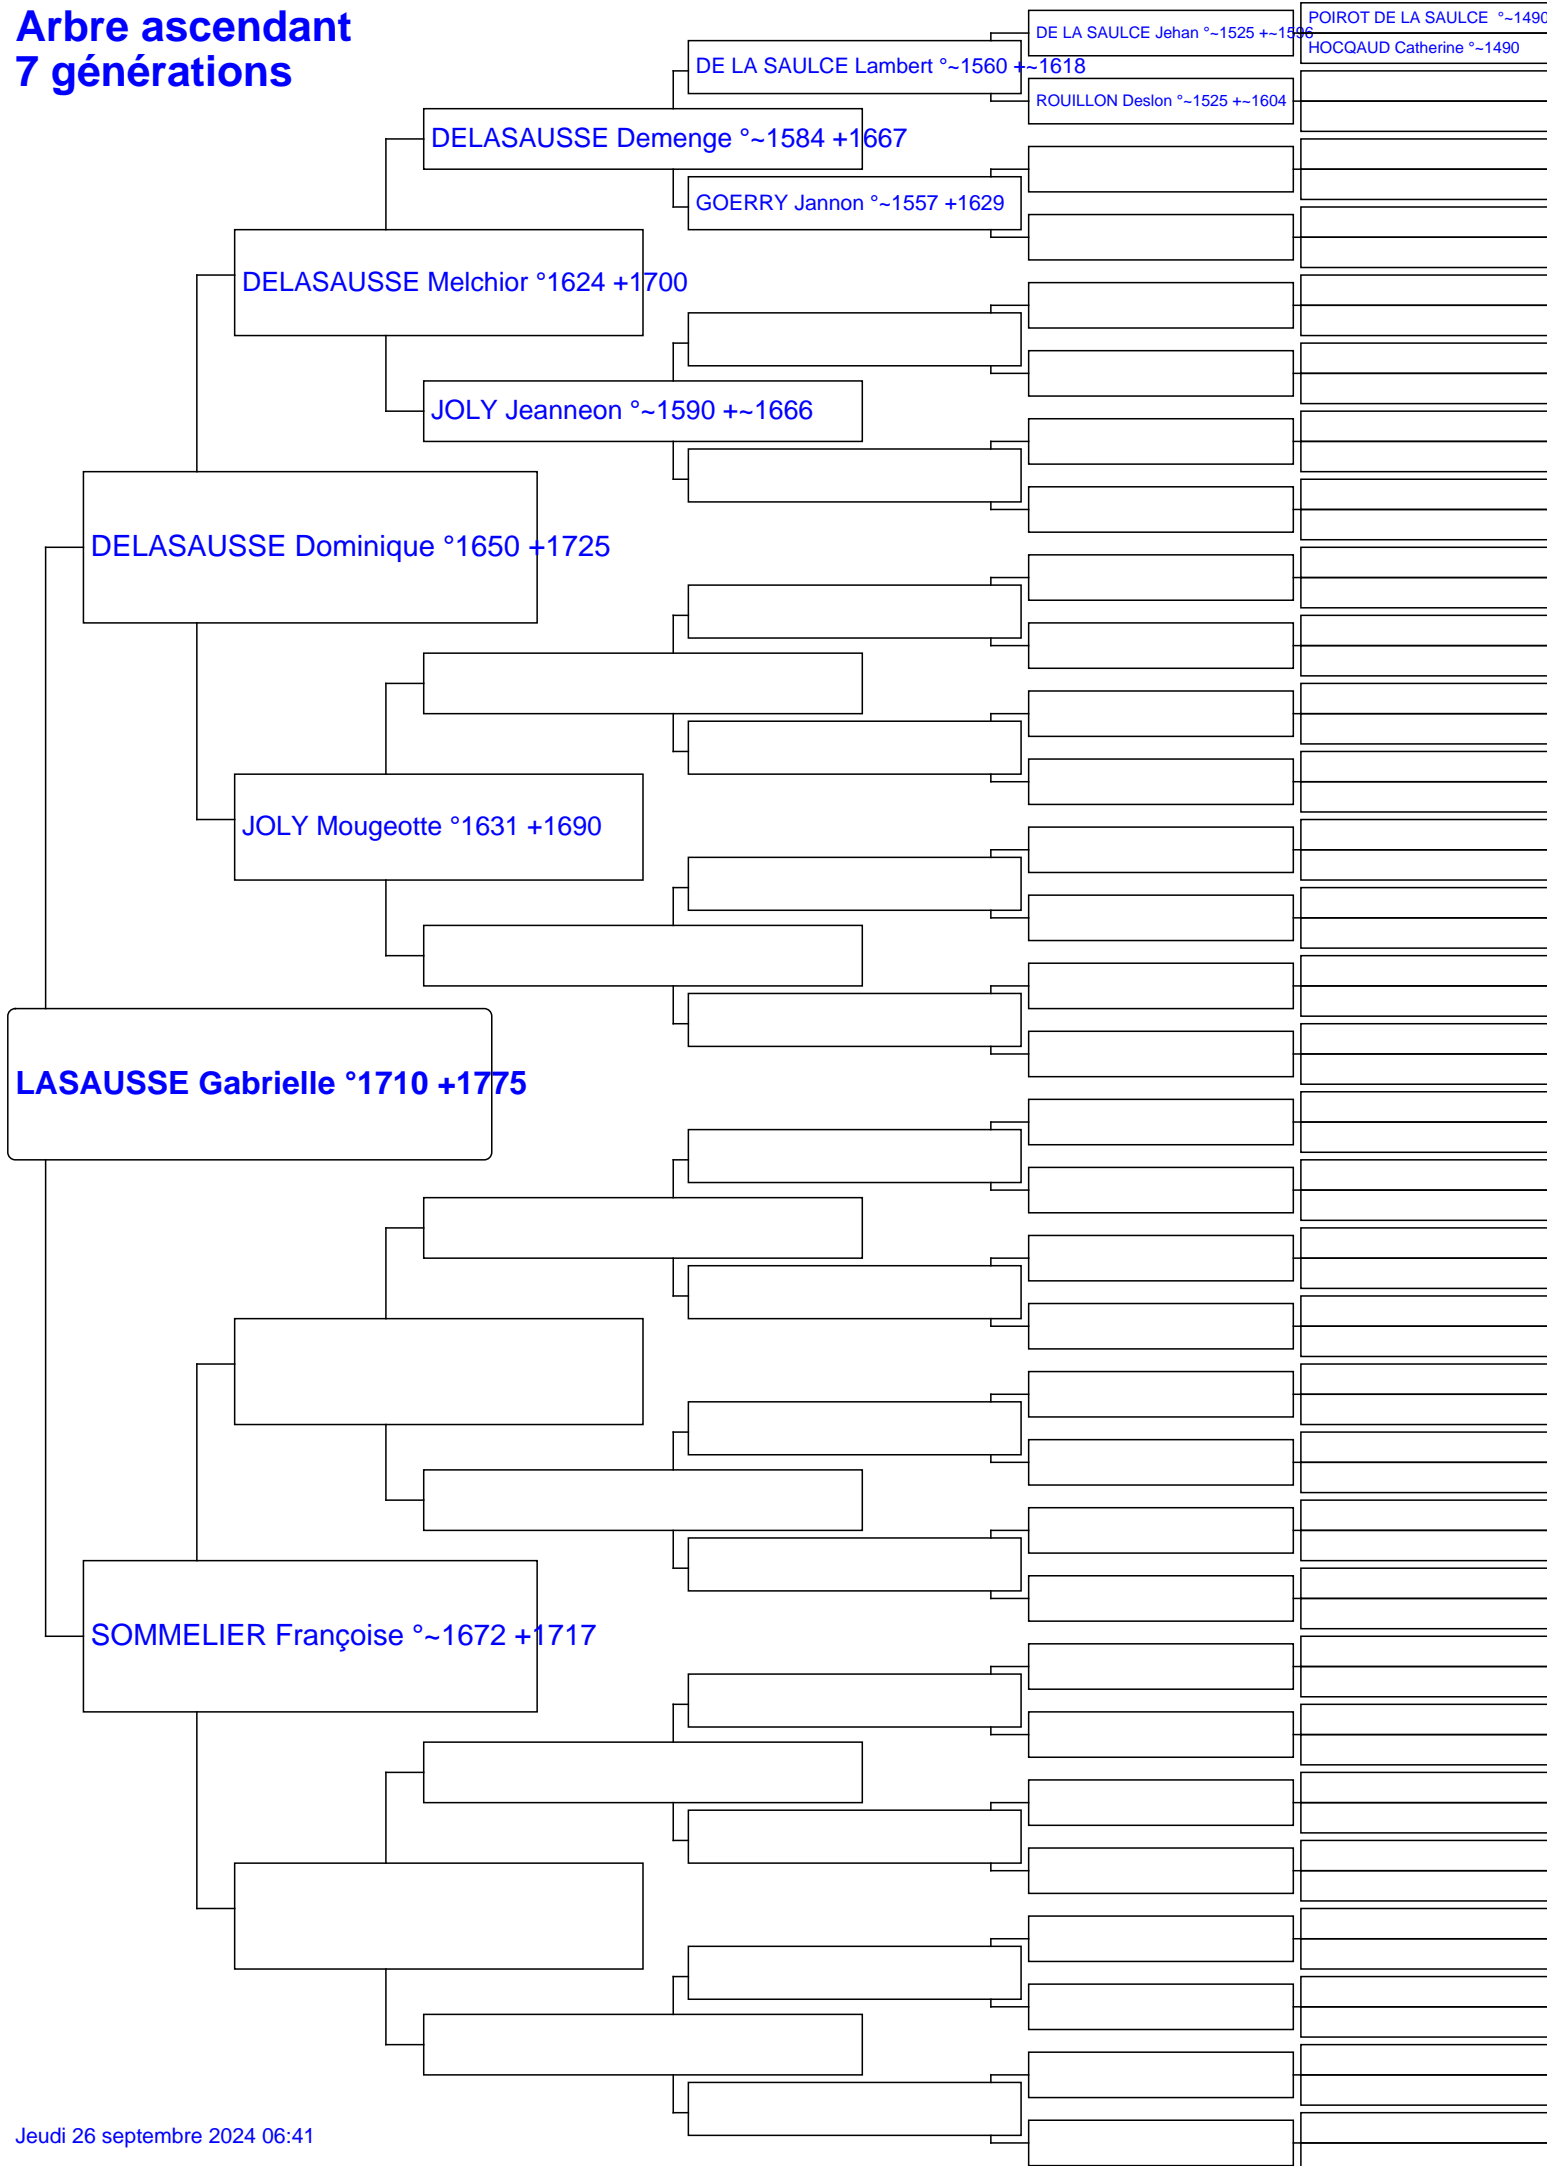 Arbre ascendant
7 générations
POIROT DE LA SAULCE °~1490
DE LA SAULCE Jehan °~1525 +~1596
HOCQAUD Catherine °~1490
DE LA SAULCE Lambert °~1560 +~1618
ROUILLON Deslon °~1525 +~1604
DELASAUSSE Demenge °~1584 +1667
GOERRY Jannon °~1557 +1629
DELASAUSSE Melchior °1624 +1700
JOLY Jeanneon °~1590 +~1666
DELASAUSSE Dominique °1650 +1725
JOLY Mougeotte °1631 +1690
LASAUSSE Gabrielle °1710 +1775
SOMMELIER Françoise °~1672 +1717
Jeudi 26 septembre 2024 06:41